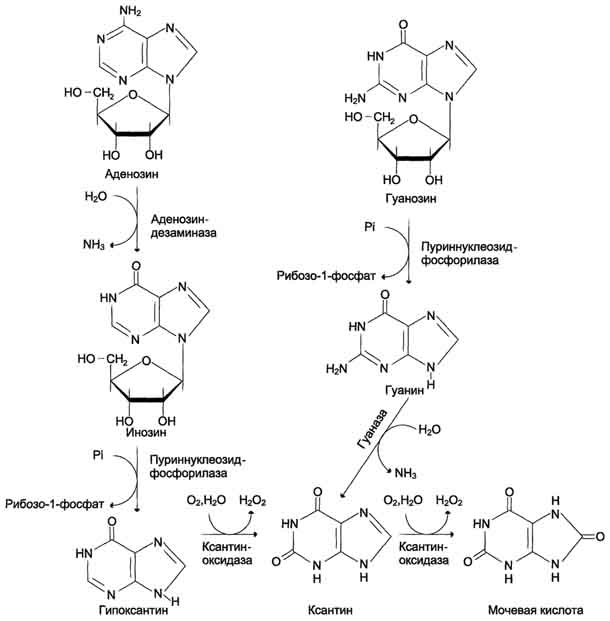 NH2
N
N
N
N
HO–CH2
O
OH
OH
Аденозин
O
HN
N
H2N
N
N
HO–CH2
O
OH
OH
Гуанозин
H2O
Аденозин-
дезаминаза
NH3
Pi
Пуриннуклеозид-
фосфорилаза
Рибозо-1-фосфат
O
HN
N
N
N
HO–CH2
O
OH
OH
Инозин
O
HN
N
H2N
N
N
H
Гуанин
Гуаназа
H2O
NH3
Pi
Пуриннуклеозид-
фосфорилаза
Рибозо-1-фосфат
O2,H2O
H2O2
Ксантин-
оксидаза
O2,H2O
H2O2
Ксантин-
оксидаза
O
HN
N
N
N
H
Гипоксантин
O
HN
N
O
N
H
N
H
Ксантин
O
HN
H
N
O
O
N
H
N
H
Мочевая кислота